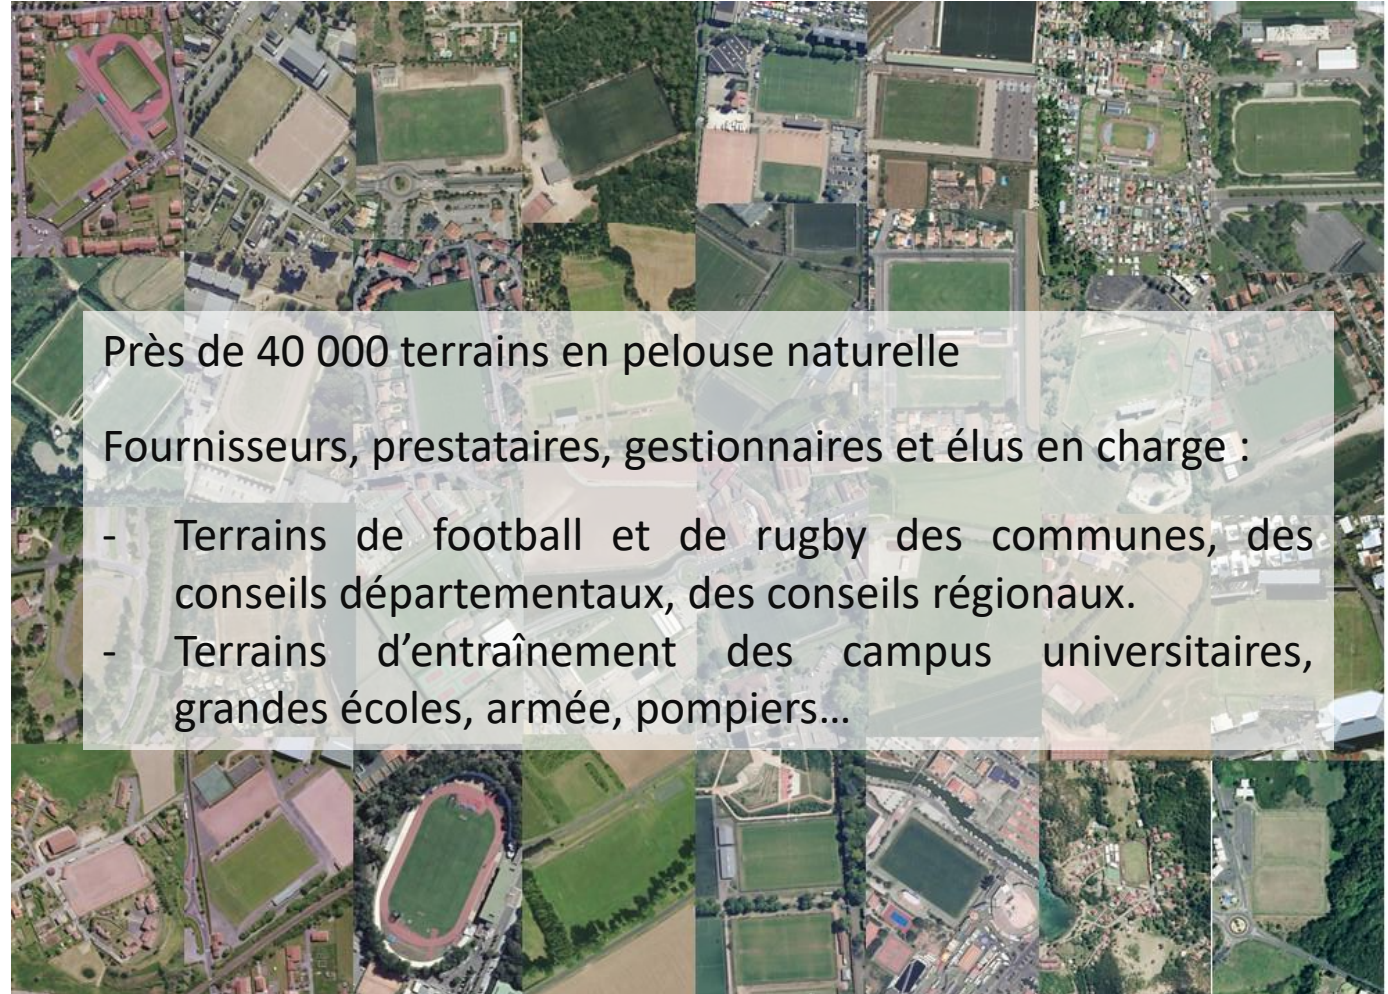 Près de 40 000 terrains en pelouse naturelle
Fournisseurs, prestataires, gestionnaires et élus en charge :
- Terrains de football et de rugby des communes, des
conseils départementaux, des conseils régionaux.
- Terrains d’entraînement des campus universitaires,
grandes écoles, armée, pompiers…